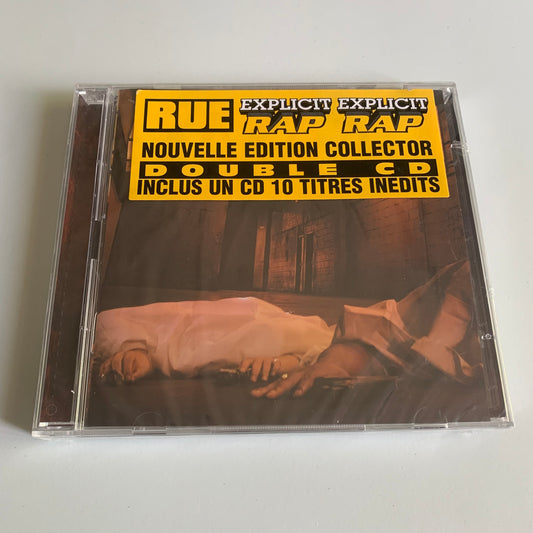 RUE EXPLICIT RAP EXPLICIT RAP
NOUVELLE EDITION COLLECTOR
DOUBLE CD
INCLUS UN CD 10 TITRES INEDITS